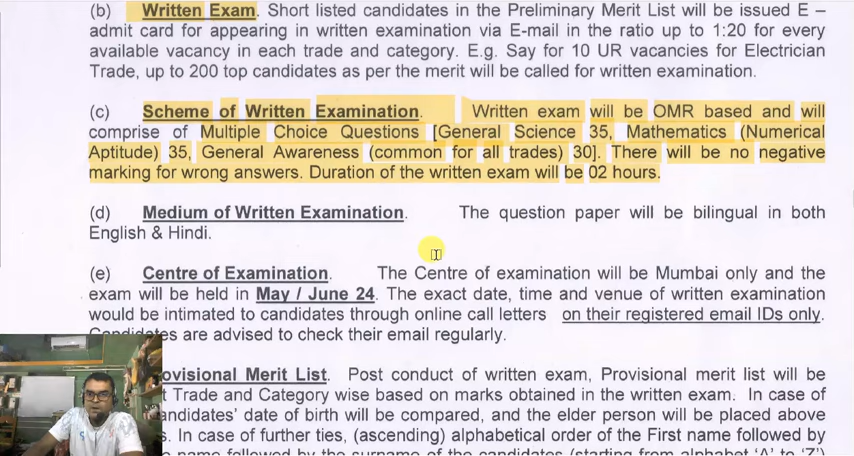 (b) Written Exam. Short listed candidates in the Preliminary Merit List will be issued E –
admit card for appearing in written examination via E-mail in the ratio up to 1:20 for every
available vacancy in each trade and category. E.g. Say for 10 UR vacancies for Electrician
Trade, up to 200 top candidates as per the merit will be called for written examination.
(c) Scheme of Written Examination. Written exam will be OMR based and will
comprise of Multiple Choice Questions [General Science 35, Mathematics (Numerical
Aptitude) 35, General Awareness (common for all trades) 30]. There will be no negative
marking for wrong answers. Duration of the written exam will be 02 hours.
(d) Medium of Written Examination. The question paper will be bilingual in both
English & Hindi.
(e) Centre of Examination. The Centre of examination will be Mumbai only and the
exam will be held in May / June 24. The exact date, time and venue of written examination
would be intimated to candidates through online call letters on their registered email IDs only.
Candidates are advised to check their email regularly.
ovisional Merit List. Post conduct of written exam, Provisional merit list will be
t Trade and Category wise based on marks obtained in the written exam. In case of
andidates' date of birth will be compared, and the elder person will be placed above
s. In case of further ties, (ascending) alphabetical order of the First name followed by
name followed by the surname of the candidates (starting from alphabet 'A' to 'Z')